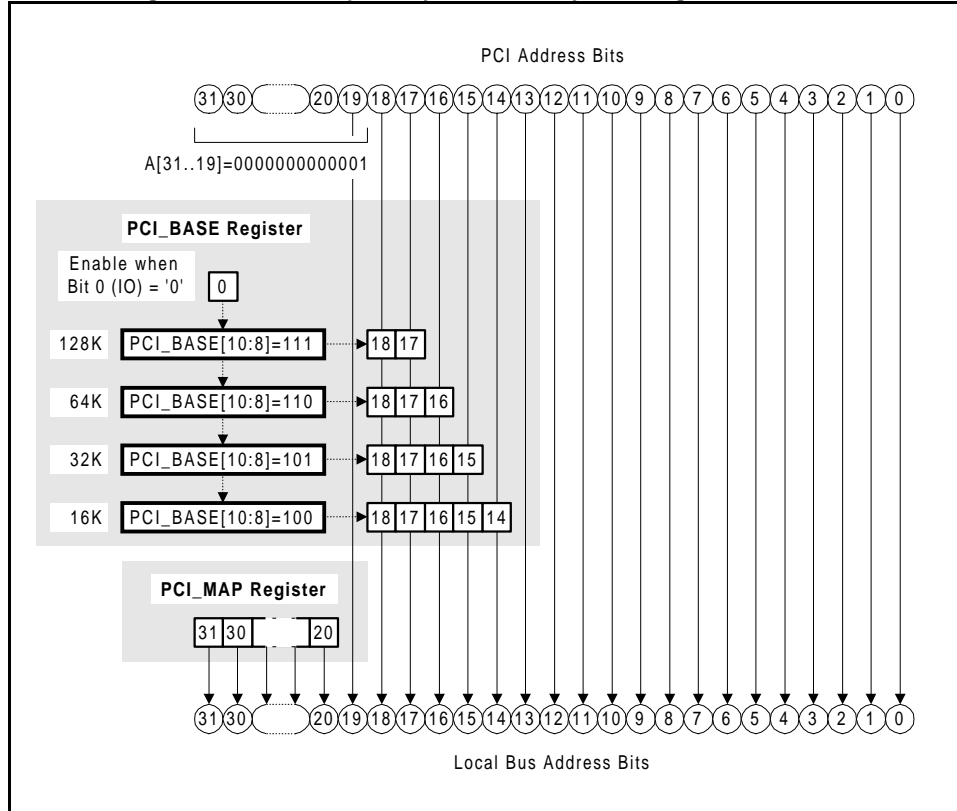 PCI Address Bits
31 30 20 19 18 17 16 15 14 13 12 11 10 9 8 7 6 5 4 3 2 1 0
A[31..19]=0000000000001
PCI_BASE Register
Enable when
Bit 0 (IO) = '0'
0
128K PCI_BASE[10:8]=111 18 17
64K PCI_BASE[10:8]=110 18 17 16
32K PCI_BASE[10:8]=101 18 17 16 15
16K PCI_BASE[10:8]=100 18 17 16 15 14
PCI_MAP Register
31 30 20
31 30 20 19 18 17 16 15 14 13 12 11 10 9 8 7 6 5 4 3 2 1 0
Local Bus Address Bits